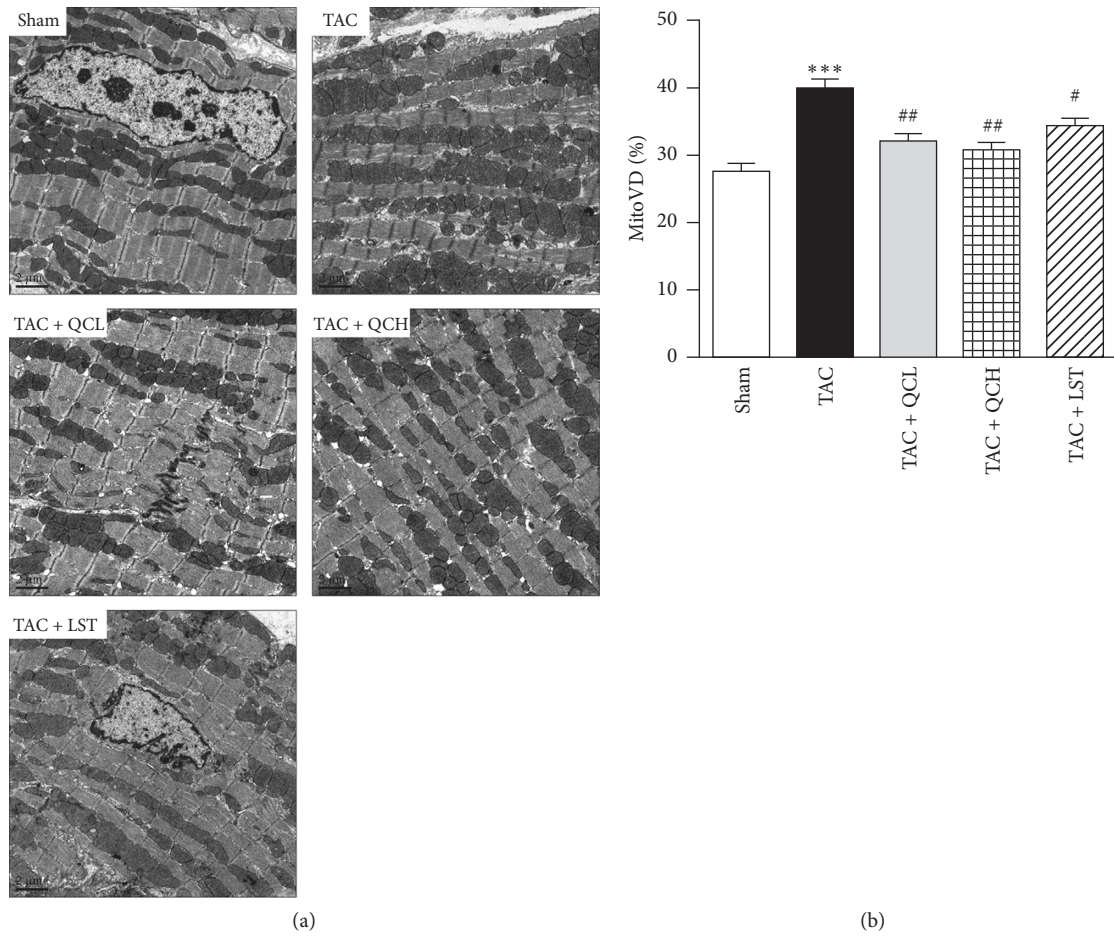 Sham
2 μm
TAC
2 μm
TAC + QCL
2 μm
TAC + QCH
2 μm
TAC + LST
2 μm
(a)
MitoVD (%)
50
40
30
20
10
0
***
##
##
#
Sham
TAC
TAC + QCL
TAC + QCH
TAC + LST
(b)